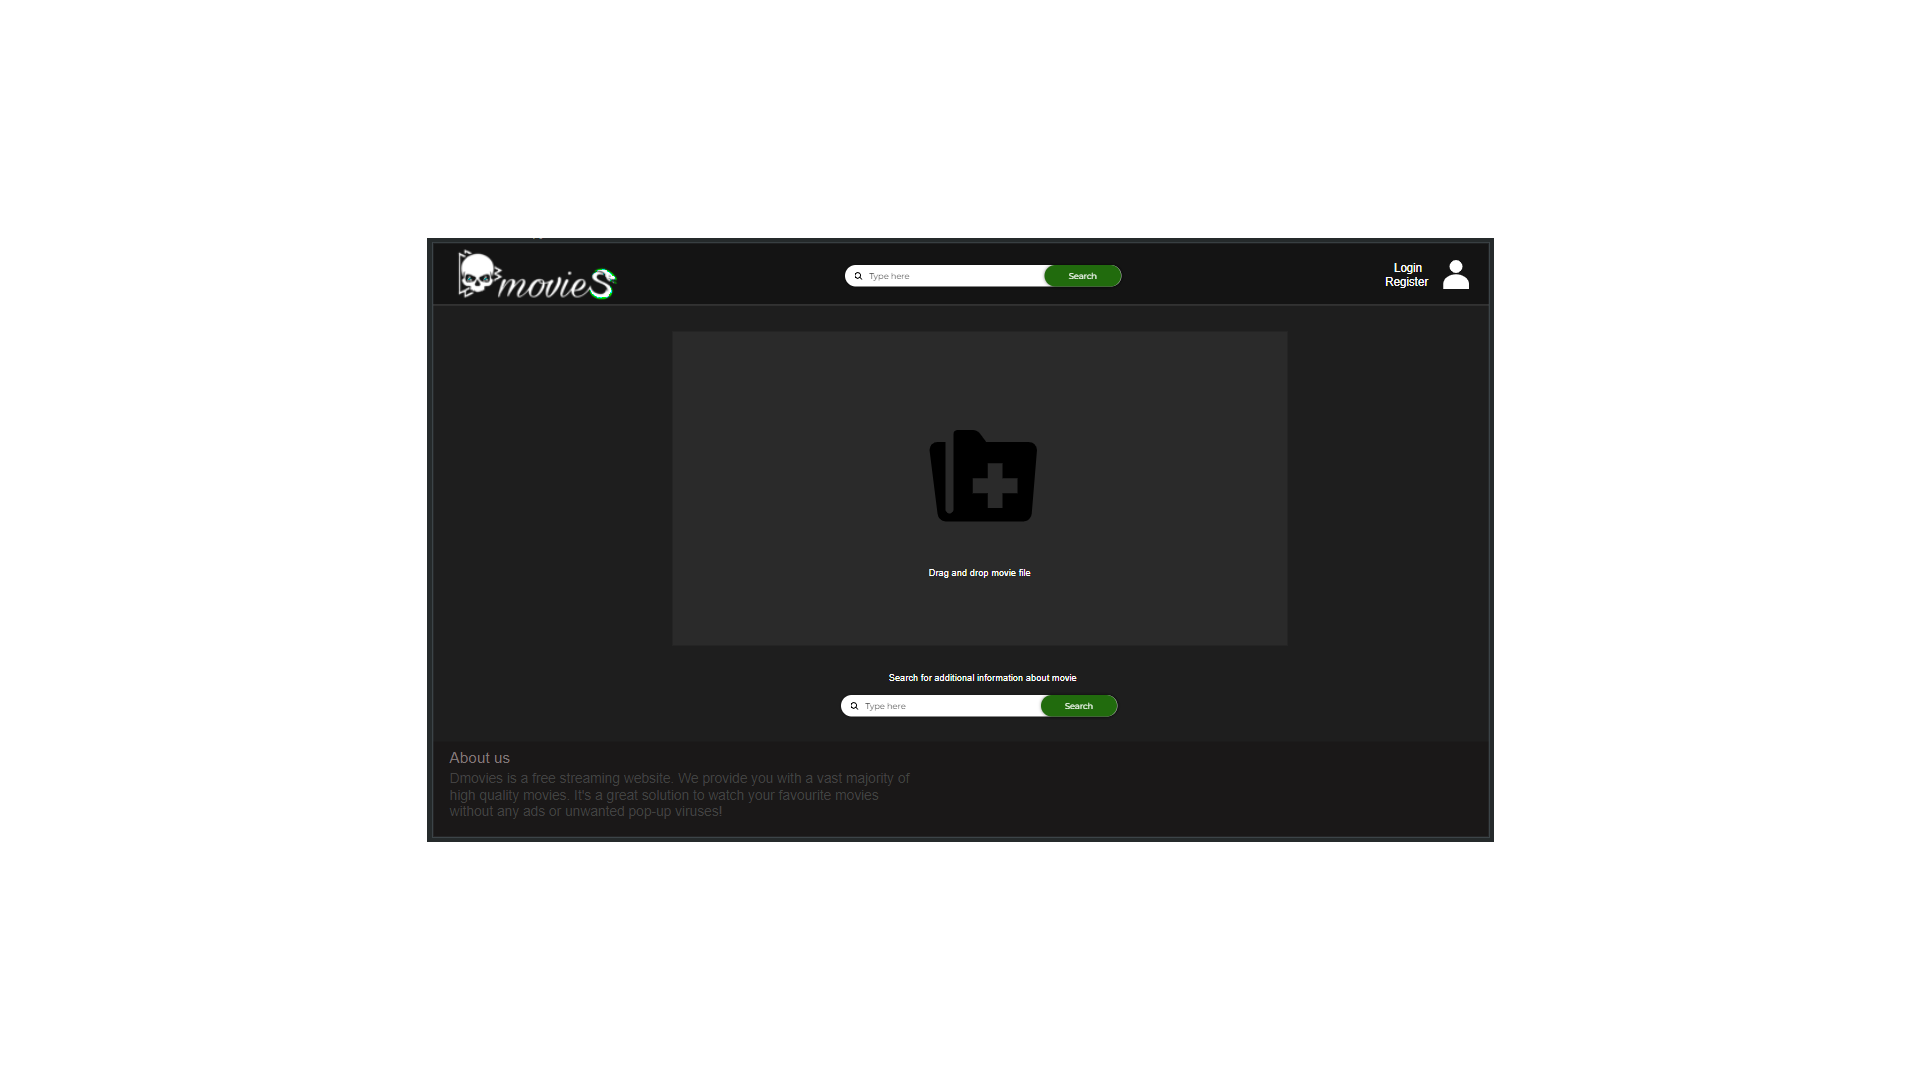 DmovieS
Type here
Search
Login
Register
Drag and drop movie file
Search for additional information about movie
Type here
Search
About us
Dmovies is a free streaming website. We provide you with a vast majority of
high quality movies. It's a great solution to watch your favourite movies
without any ads or unwanted pop-up viruses!